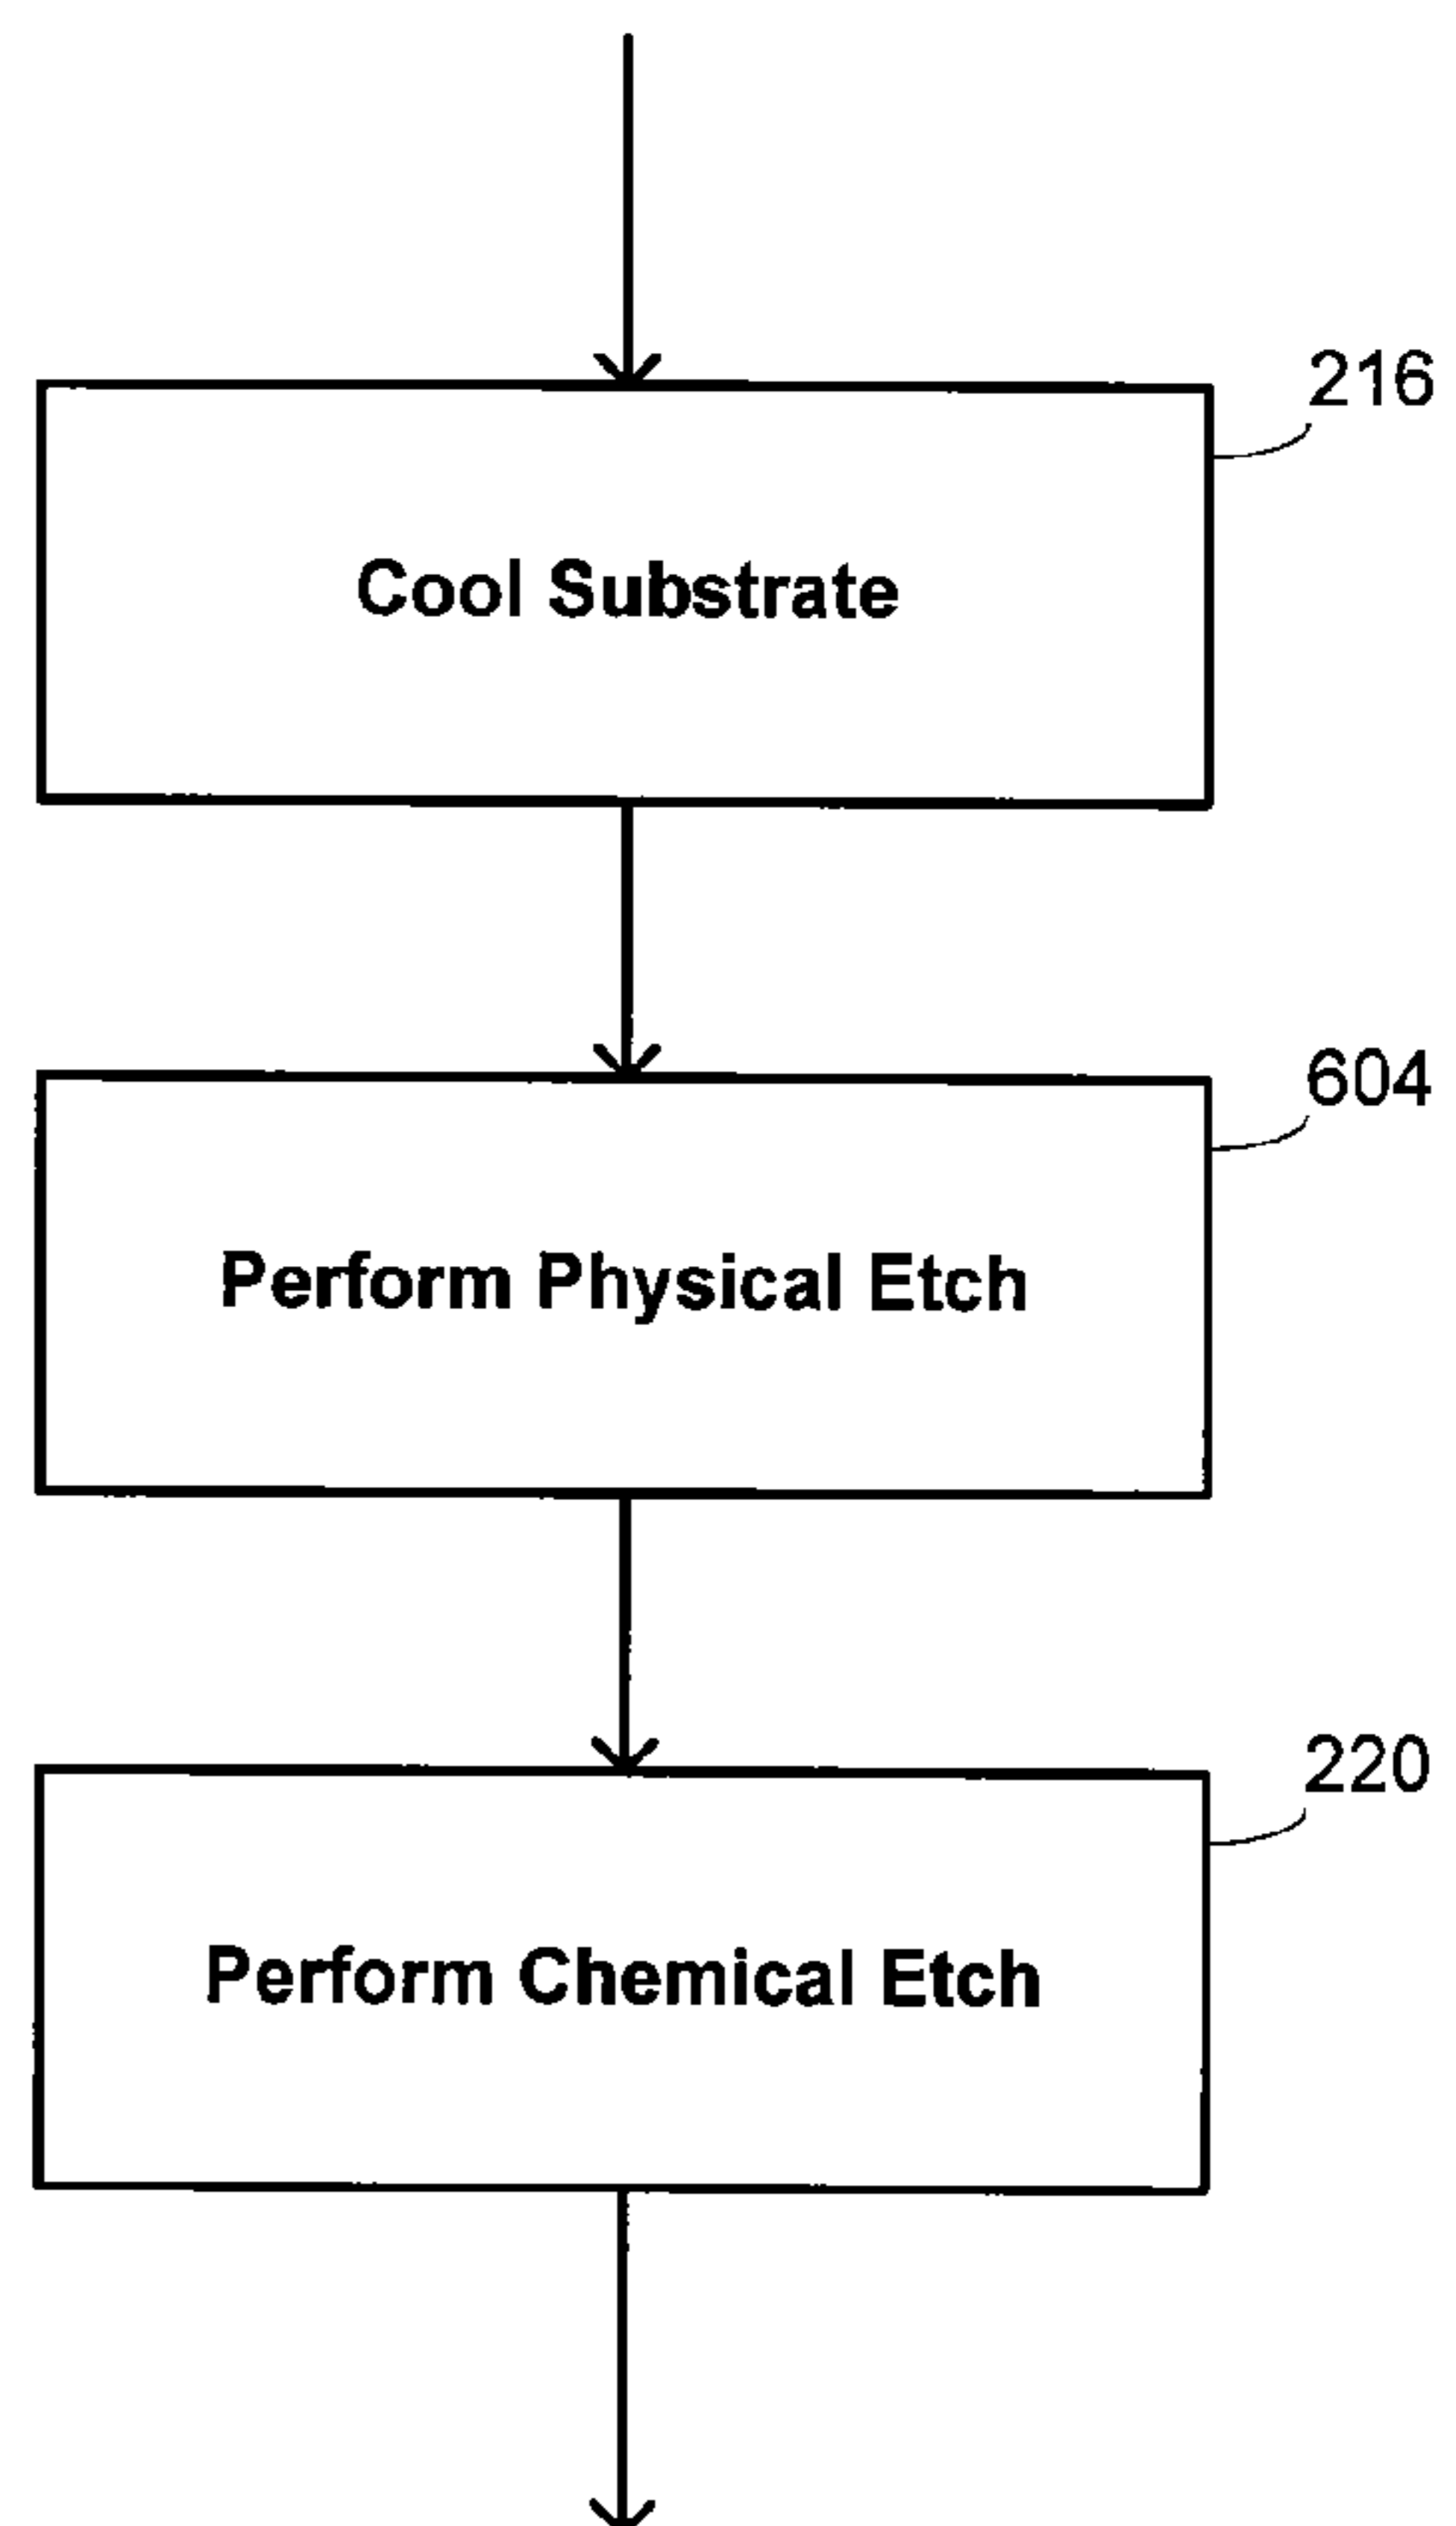 216
Cool Substrate
604
Perform Physical Etch
220
Perform Chemical Etch